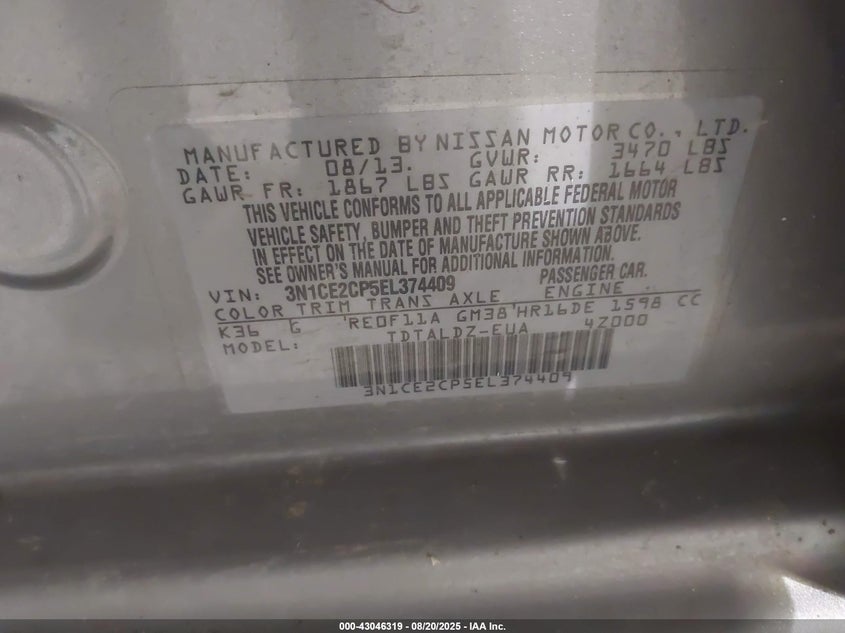 MANUFACTURED BY NISSAN MOTOR CO., LTD.
DATE: 08/13. GVWR: 3470 LBS
GAWR FR: 1867 LBS GAWR RR: 1664 LBS
THIS VEHICLE CONFORMS TO ALL APPLICABLE FEDERAL MOTOR
VEHICLE SAFETY, BUMPER AND THEFT PREVENTION STANDARDS
IN EFFECT ON THE DATE OF MANUFACTURE SHOWN ABOVE.
SEE OWNER'S MANUAL FOR ADDITIONAL INFORMATION.
VIN: 3N1CE2CP5EL374409 PASSENGER CAR.
COLOR TRIM TRANS AXLE ENGINE
K36 G RE0F11A GM38 HR16DE 1598 CC
MODEL: TDTALDZ-EUA 4Z000
3N1CE2CP5EL374409
000-43046319 | 08/20/2025 - IAA Inc.